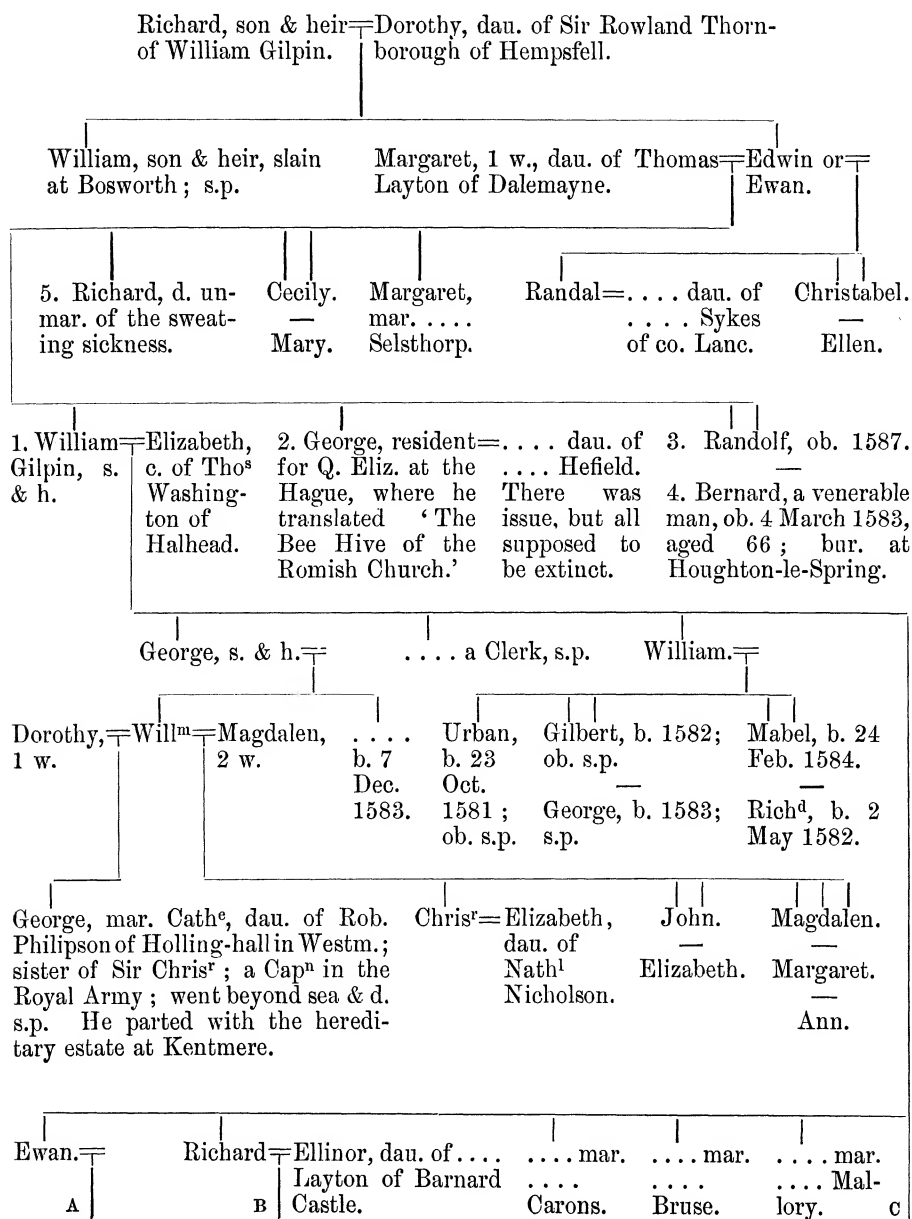 Richard, son & heir=Dorothy, dau. of Sir Rowland Thorn-
of William Gilpin. borough of Hempsfell.
William, son & heir, slain
at Bosworth; s.p.
Margaret, 1 w., dau. of Thomas=Edwin or=
Layton of Dalemayne. Ewan.
5. Richard, d. un-
mar. of the sweat-
ing sickness.
Cecily.
—
Mary.
Margaret,
mar. ....
Selsthorp.
Randal=.... dau. of
.... Sykes
of co. Lanc.
Christabel.
—
Ellen.
1. William=Elizabeth,
Gilpin, s. c. of Thoˢ
& h. Washing-
ton of
Halhead.
2. George, resident=.... dau. of
for Q. Eliz. at the .... Hefield.
Hague, where he There was
translated ‘The issue, but all
Bee Hive of the supposed to
Romish Church.’ be extinct.
3. Randolf, ob. 1587.
—
4. Bernard, a venerable
man, ob. 4 March 1583,
aged 66; bur. at
Houghton-le-Spring.
George, s. & h.=
.... a Clerk, s.p.
William.=
Dorothy,=Willᵐ=Magdalen,
1 w. 2 w.
....
b. 7
Dec.
1583.
Urban,
b. 23
Oct.
1581;
ob. s.p.
Gilbert, b. 1582;
ob. s.p.
—
George, b. 1583;
s.p.
Mabel, b. 24
Feb. 1584.
—
Richᵈ, b. 2
May 1582.
George, mar. Cathᵉ, dau. of Rob.
Philipson of Holling-hall in Westm.;
sister of Sir Chrisʳ; a Capⁿ in the
Royal Army; went beyond sea & d.
s.p. He parted with the heredi-
tary estate at Kentmere.
Chrisʳ=Elizabeth,
dau. of
Nathˡ
Nicholson.
John.
—
Elizabeth.
Magdalen.
—
Margaret.
—
Ann.
Ewan.=
A
Richard=Ellinor, dau. of ....
Layton of Barnard
B Castle.
.... mar.
....
Carons.
.... mar.
....
Bruse.
.... mar.
.... Mal-
lory.
C